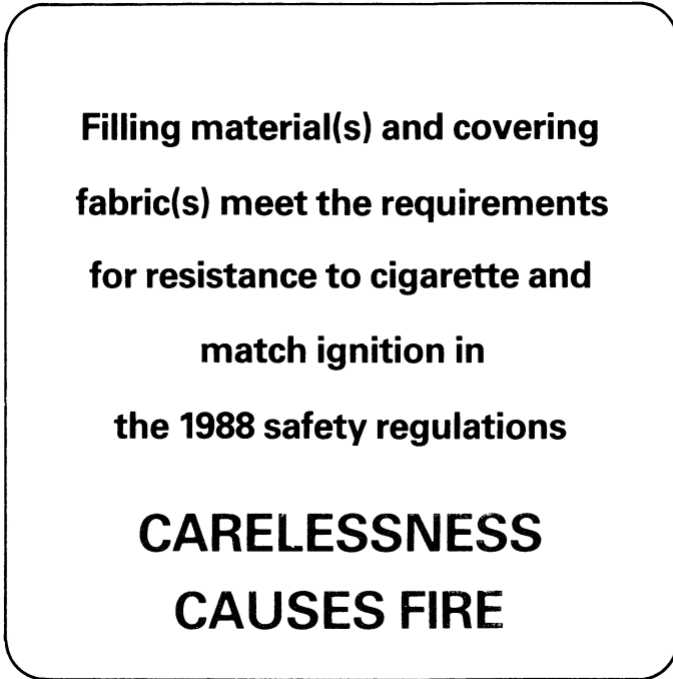 Filling material(s) and covering
fabric(s) meet the requirements
for resistance to cigarette and
match ignition in
the 1988 safety regulations
CARELESSNESS
CAUSES FIRE